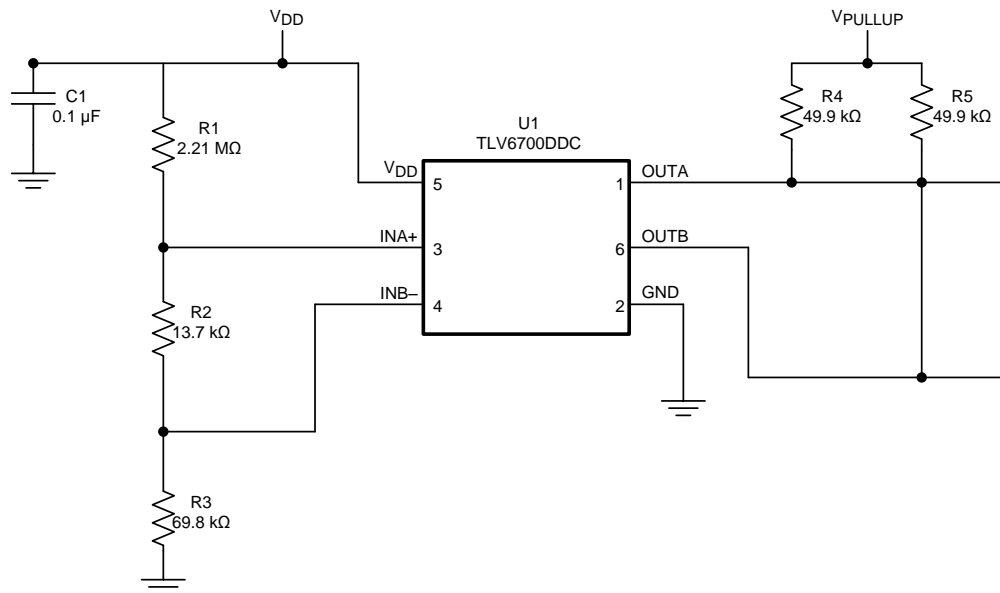 VDD
VPULLUP
C1
0.1 µF
R1
2.21 MΩ
R4
49.9 kΩ
R5
49.9 kΩ
U1
TLV6700DDC
VDD
5
1
OUTA
INA+
3
6
OUTB
INB–
4
2
GND
R2
13.7 kΩ
R3
69.8 kΩ